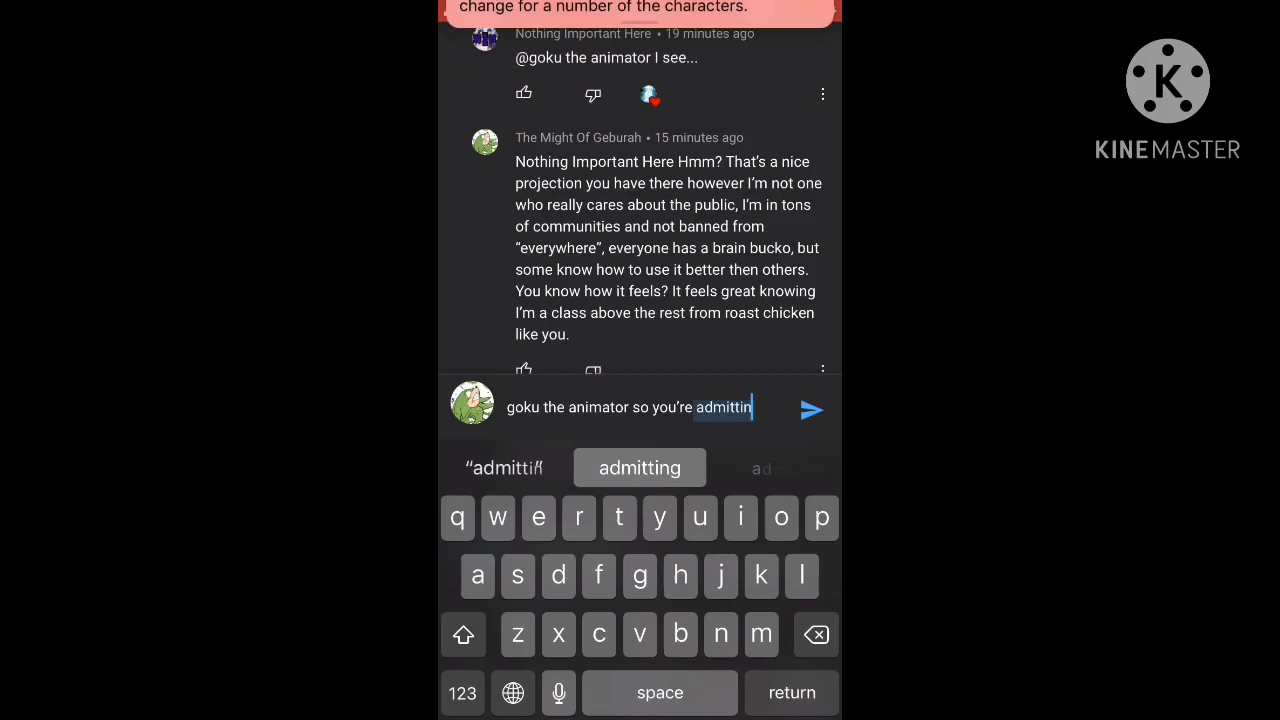 change for a number of the characters.
Nothing Important Here • 19 minutes ago
@goku the animator I see...
The Might Of Geburah • 15 minutes ago
Nothing Important Here Hmm? That's a nice
projection you have there however I'm not one
who really cares about the public, I'm in tons
of communities and not banned from
“everywhere”, everyone has a brain bucko, but
some know how to use it better then others.
You know how it feels? It feels great knowing
I'm a class above the rest from roast chicken
like you.
goku the animator so you’re admittin
“admittin” admitting ad
q w e r t y u i o p
a s d f g h j k l
z x c v b n m
123 space return
K
KINEMASTER